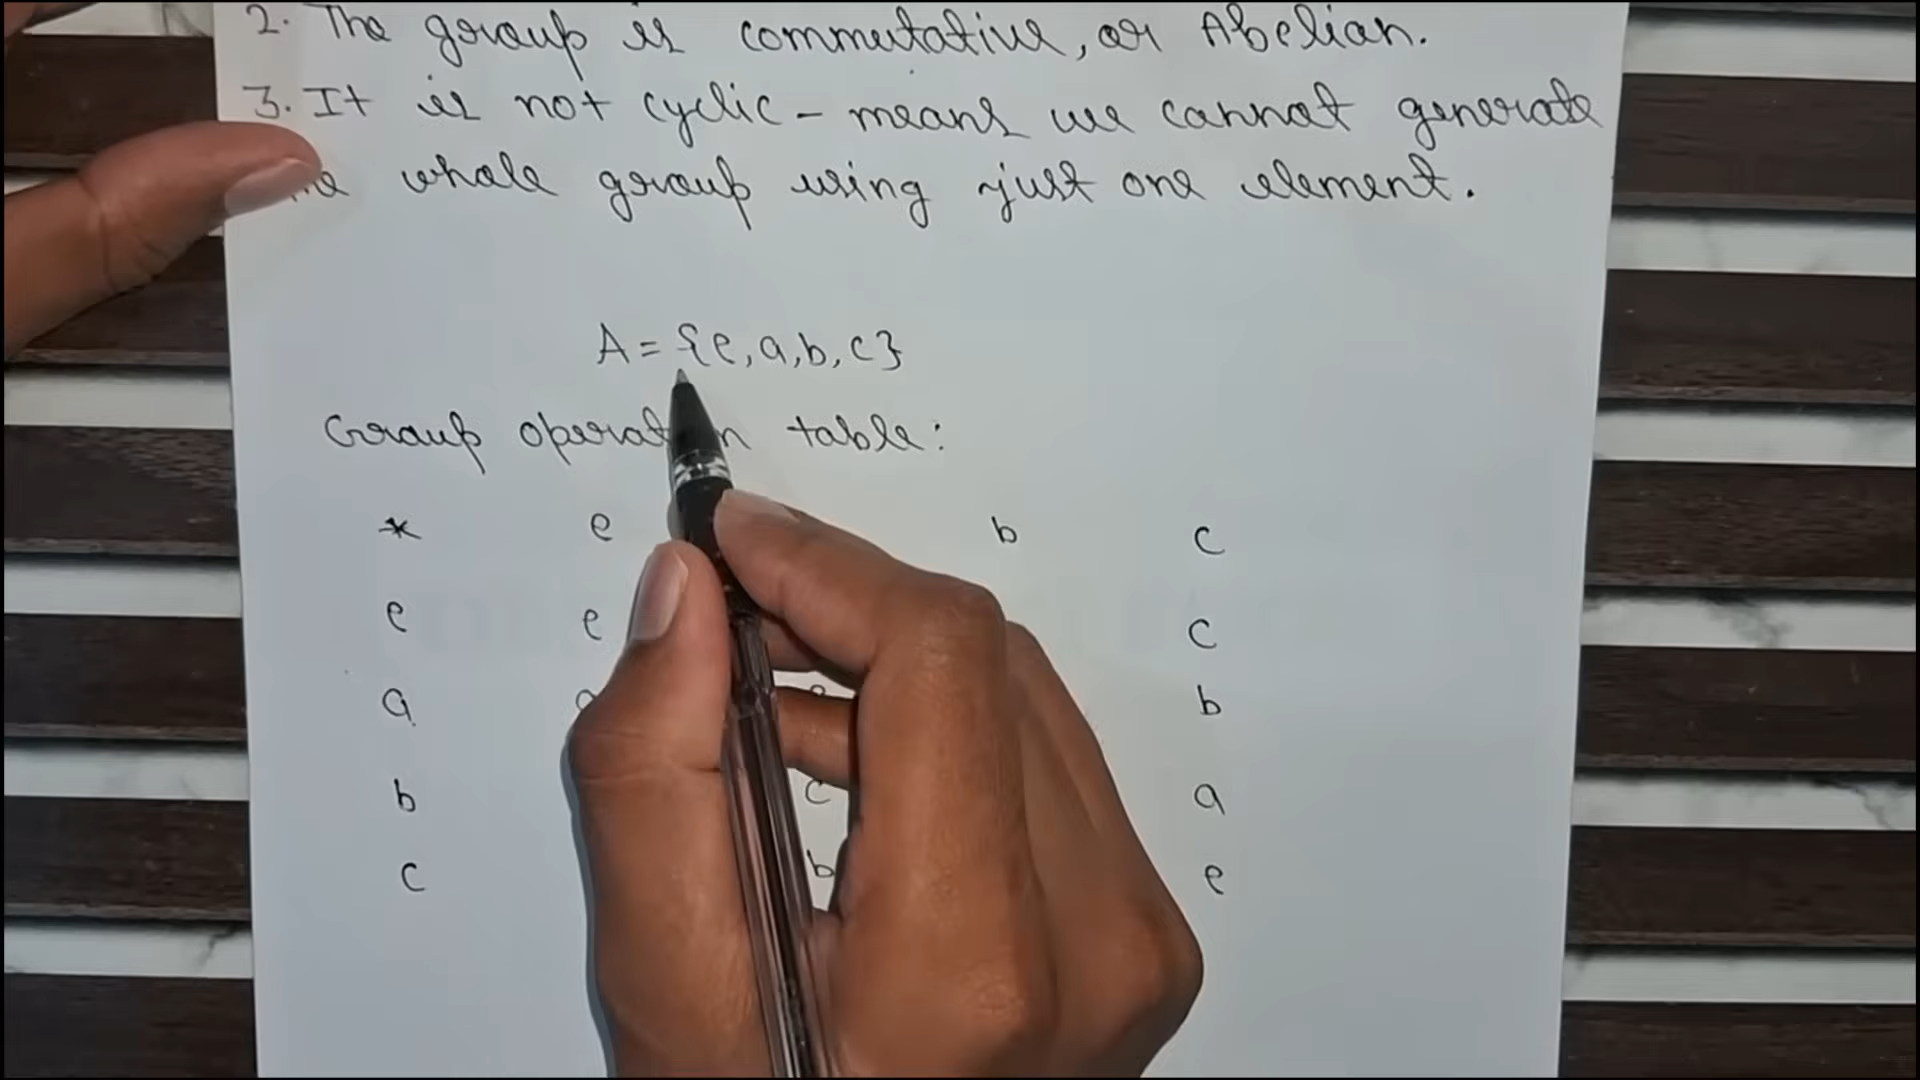 2. The group is commutative, or Abelian.
3. It is not cyclic - means we cannot generate
whole group using just one element.
A = {e, a, b, c}
Group table:
* e b c
e e c
a b
b c a
c b e